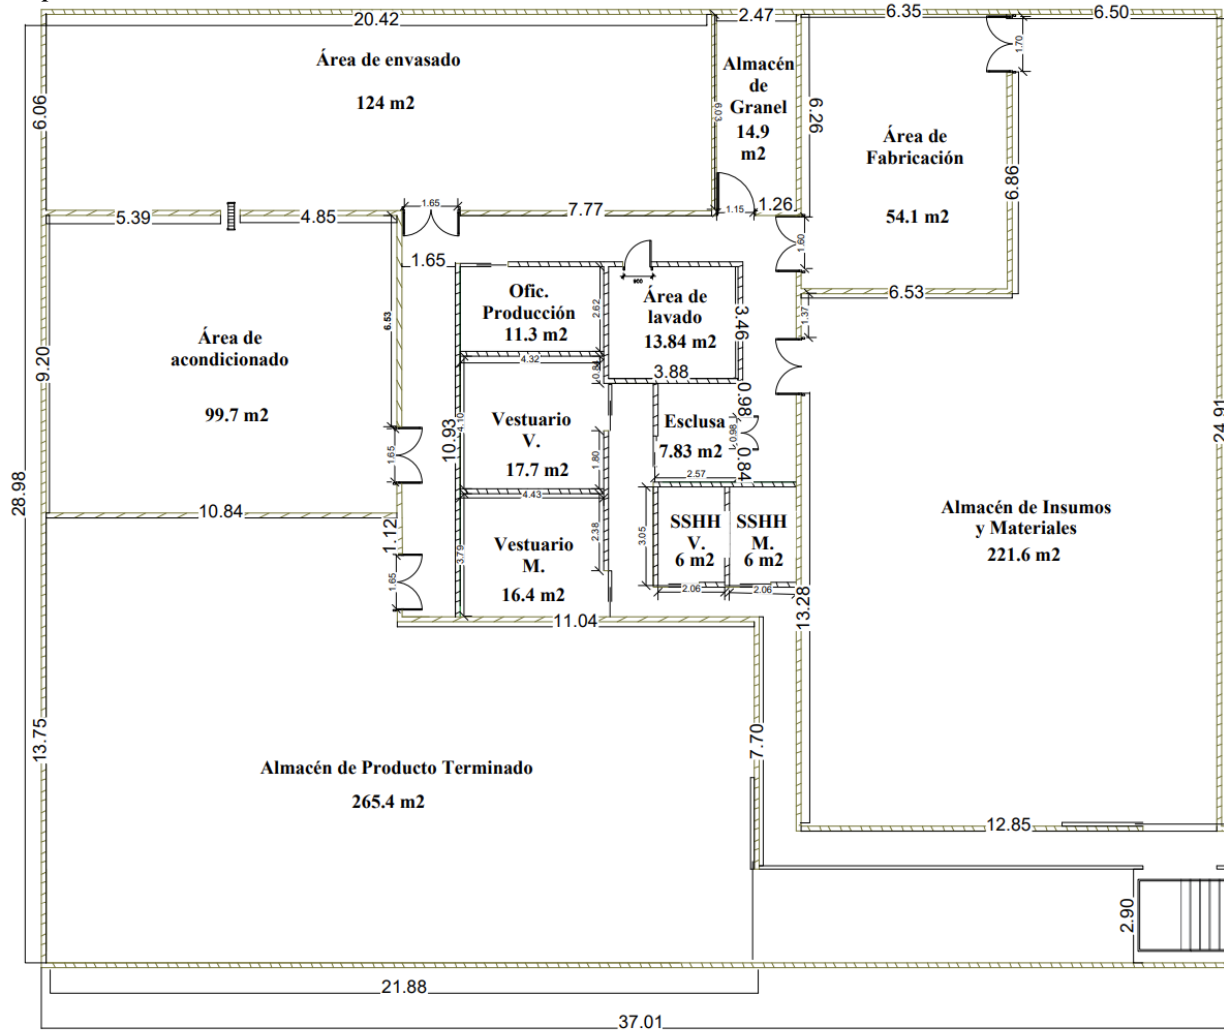 20.42
2.47
6.35
6.50
Área de envasado
124 m2
6.06
Almacén
de
Granel
14.9
m2
6.03
6.26
1.70
Área de
Fabricación
54.1 m2
6.86
5.39
4.85
1.65
7.77
1.15
1.26
1.60
6.53
1.37
1.65
Ofic.
Producción
11.3 m2
2.62
900
Área de
lavado
13.84 m2
3.46
3.88
6.53
Área de
acondicionado
99.7 m2
9.20
4.32
0.84
Vestuario
V.
17.7 m2
4.10
1.80
4.43
10.93
Esclusa
7.83 m2
0.98
0.98
0.84
2.57
1.65
10.84
1.12
1.65
Vestuario
M.
16.4 m2
3.79
2.38
SSHH
V.
6 m2
SSHH
M.
6 m2
3.05
2.06
2.06
11.04
Almacén de Insumos
y Materiales
221.6 m2
24.91
28.98
13.28
13.75
7.70
Almacén de Producto Terminado
265.4 m2
12.85
2.90
21.88
37.01